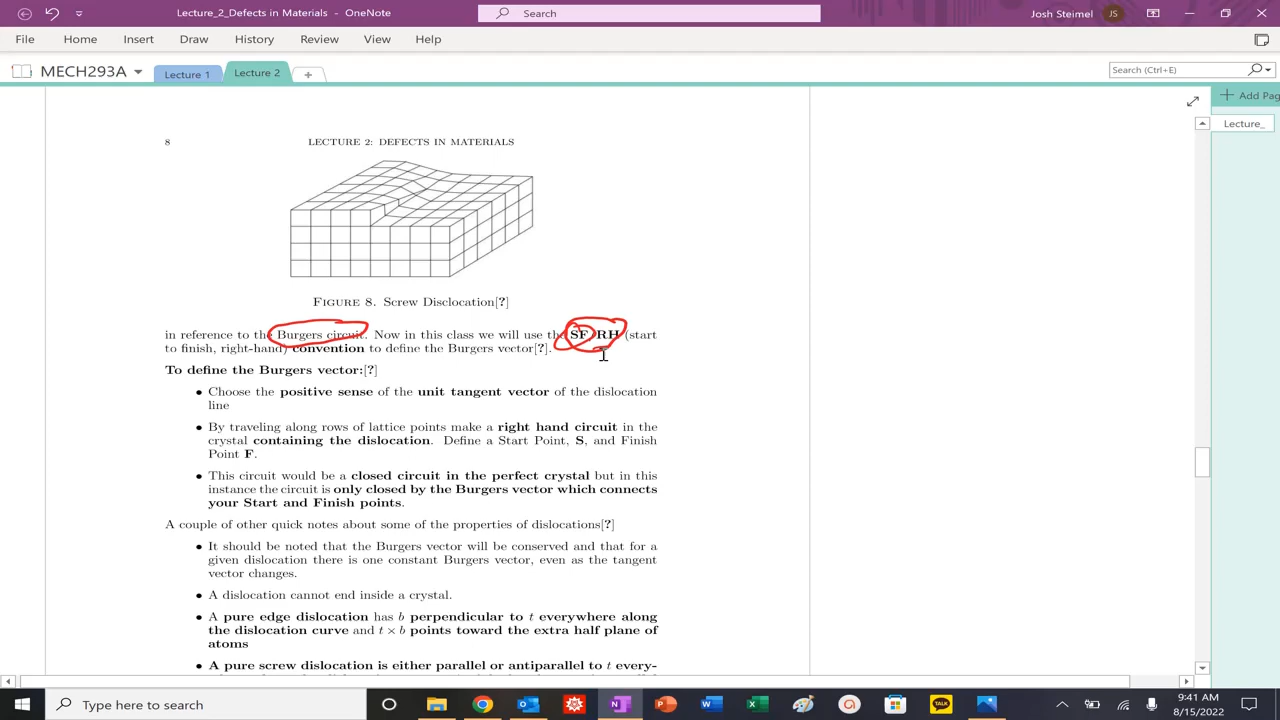 Lecture_2_Defects in Materials - OneNote
Search
Josh Steimel
JS
File Home Insert Draw History Review View Help
MECH293A
Lecture 1
Lecture 2
Search (Ctrl+E)
Add Pag
Lecture_
8 LECTURE 2: DEFECTS IN MATERIALS
FIGURE 8. Screw Disclocation[?]
in reference to the Burgers circuit. Now in this class we will use the SF/RH (start
to finish, right-hand) convention to define the Burgers vector[?].
To define the Burgers vector:[?]
• Choose the positive sense of the unit tangent vector of the dislocation
line
• By traveling along rows of lattice points make a right hand circuit in the
crystal containing the dislocation. Define a Start Point, S, and Finish
Point F.
• This circuit would be a closed circuit in the perfect crystal but in this
instance the circuit is only closed by the Burgers vector which connects
your Start and Finish points.
A couple of other quick notes about some of the properties of dislocations[?]
• It should be noted that the Burgers vector will be conserved and that for a
given dislocation there is one constant Burgers vector, even as the tangent
vector changes.
• A dislocation cannot end inside a crystal.
• A pure edge dislocation has b perpendicular to t everywhere along
the dislocation curve and t × b points toward the extra half plane of
atoms
• A pure screw dislocation is either parallel or antiparallel to t every-
Type here to search
TALK
9:41 AM
8/15/2022